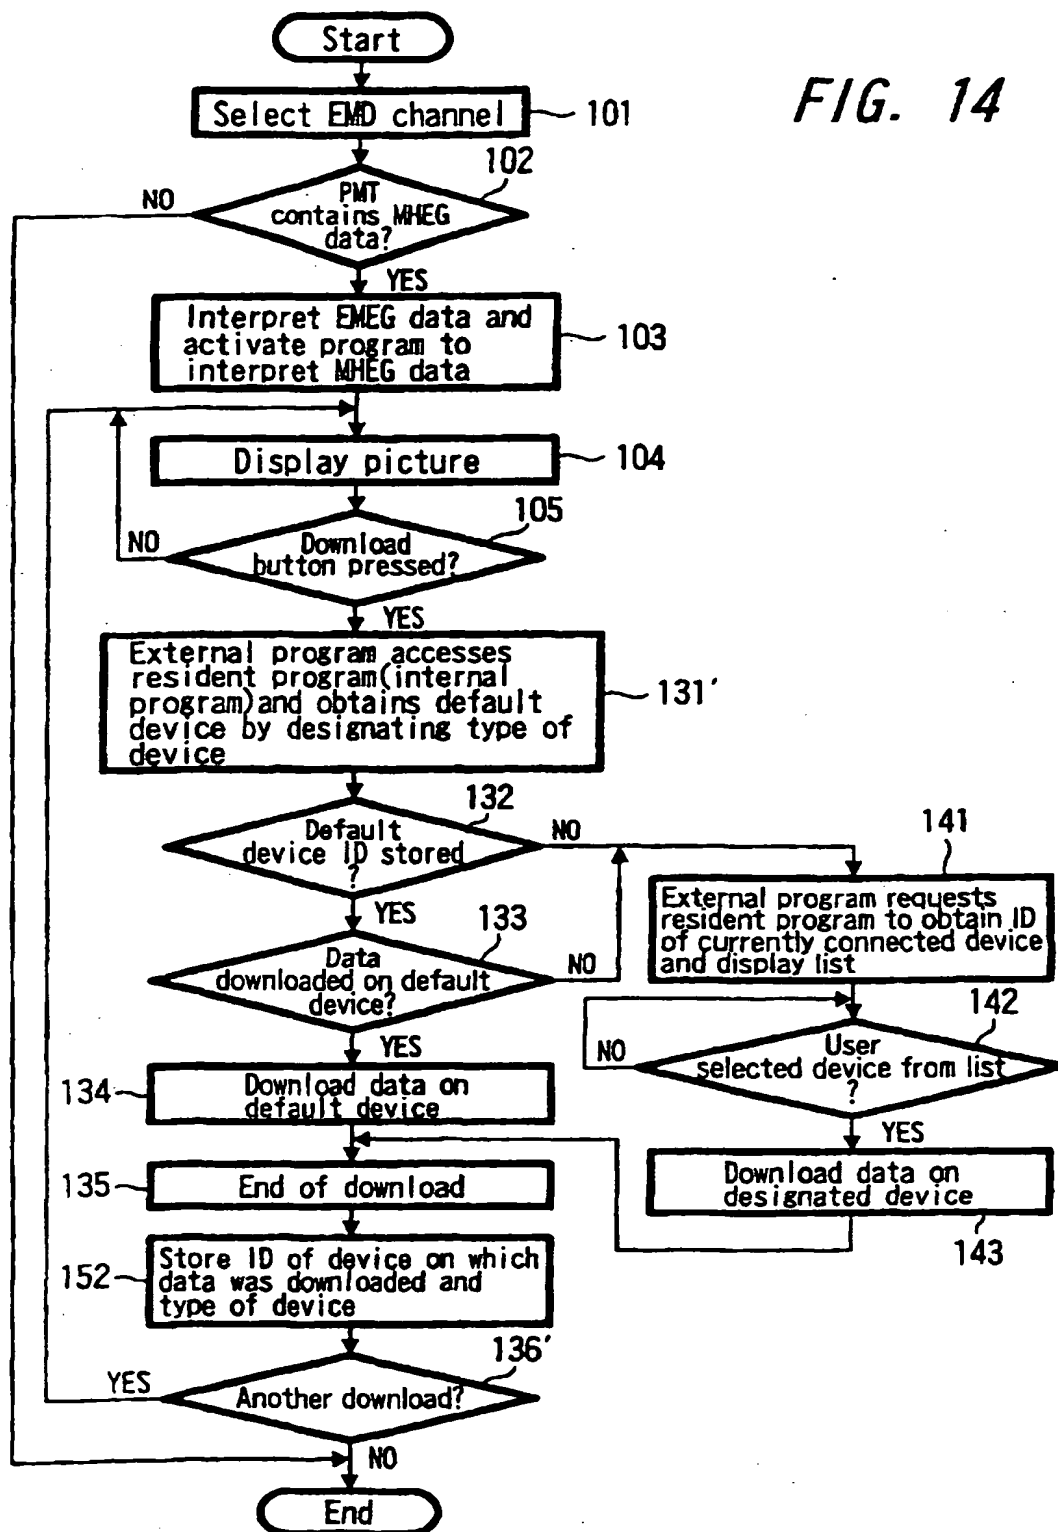 Start
FIG. 14
Select EMD channel
101
102
NO
PMT
contains MHEG
data?
YES
Interpret EMEG data and
activate program to
interpret MHEG data
103
Display picture
104
105
NO
Download
button pressed?
YES
External program accesses
resident program(internal
program)and obtains default
device by designating type of
device
131′
132
Default
device ID stored
?
NO
YES
141
External program requests
resident program to obtain ID
of currently connected device
and display list
133
Data
downloaded on default
device?
NO
YES
142
NO
User
selected device from list
?
YES
134
Download data on
default device
135
End of download
Download data on
designated device
143
152
Store ID of device on which
data was downloaded and
type of device
136′
YES
Another download?
NO
End